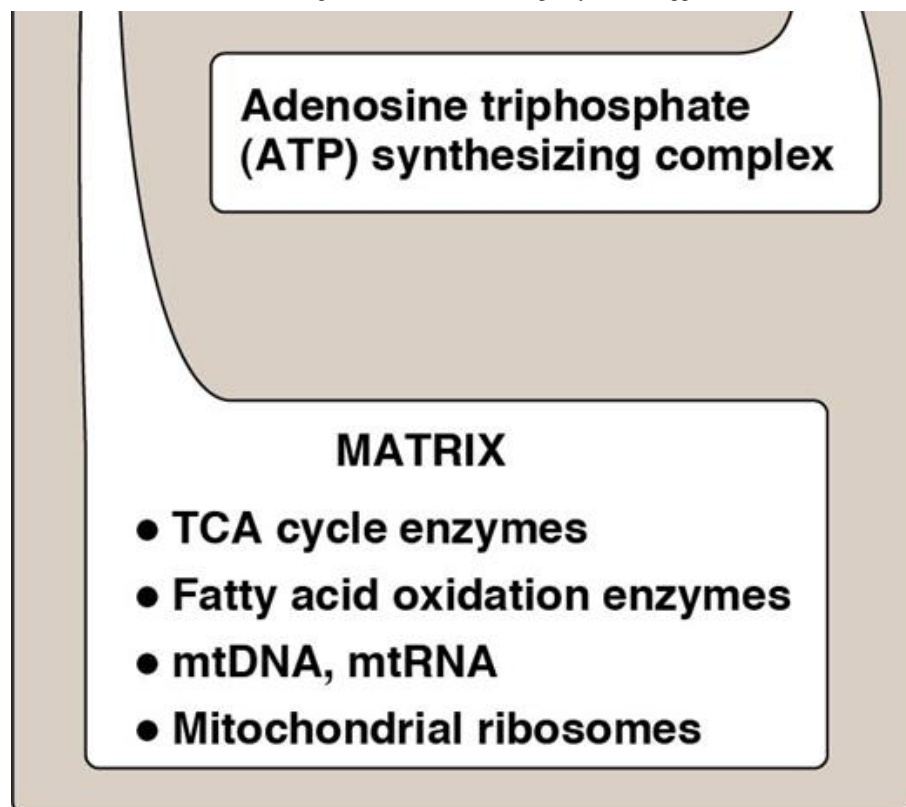 Adenosine triphosphate
(ATP) synthesizing complex
MATRIX
● TCA cycle enzymes
● Fatty acid oxidation enzymes
● mtDNA, mtRNA
● Mitochondrial ribosomes